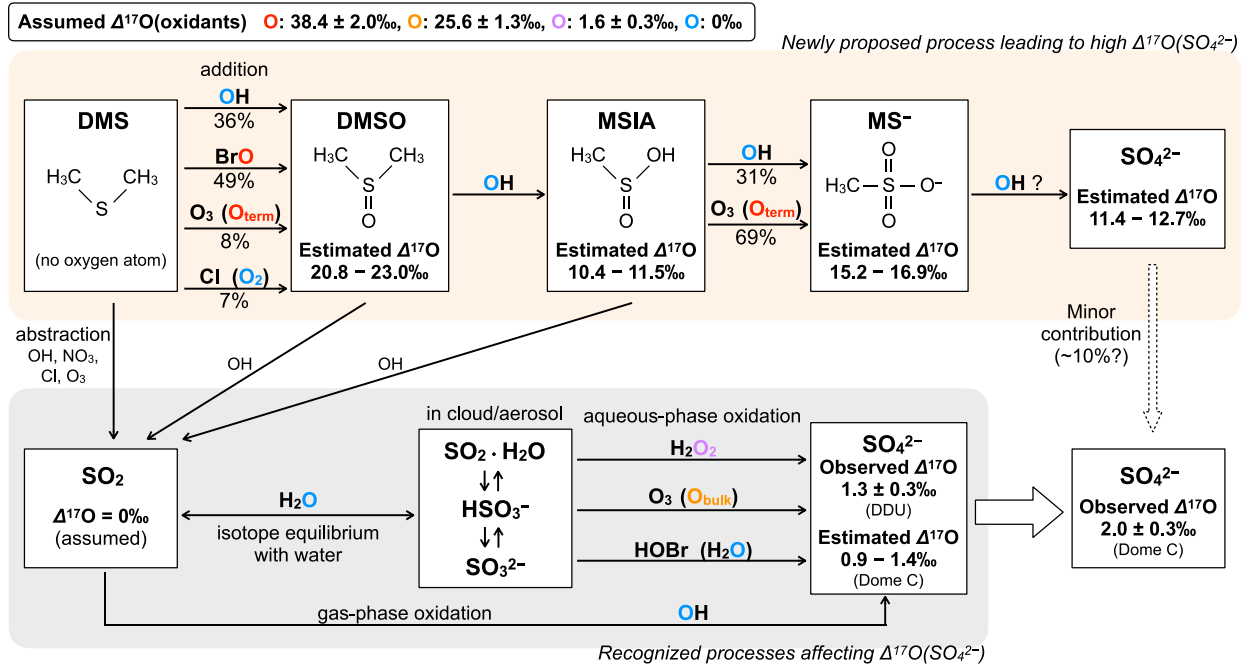 Assumed Δ¹⁷O(oxidants) O: 38.4 ± 2.0‰, O: 25.6 ± 1.3‰, O: 1.6 ± 0.3‰, O: 0‰
Newly proposed process leading to high Δ¹⁷O(SO₄²⁻)
addition
DMS
H₃C
CH₃
S
(no oxygen atom)
OH
36%
BrO
49%
O₃ (Oterm)
8%
Cl (O₂)
7%
DMSO
H₃C
CH₃
S
O
Estimated Δ¹⁷O
20.8 – 23.0‰
OH
MSIA
H₃C
OH
S
O
Estimated Δ¹⁷O
10.4 – 11.5‰
OH
31%
O₃ (Oterm)
69%
MS⁻
O
H₃C S O⁻
O
Estimated Δ¹⁷O
15.2 – 16.9‰
OH ?
SO₄²⁻
Estimated Δ¹⁷O
11.4 – 12.7‰
abstraction
OH, NO₃,
Cl, O₃
OH
OH
Minor
contribution
(~10%?)
SO₂
Δ¹⁷O = 0‰
(assumed)
H₂O
isotope equilibrium
with water
in cloud/aerosol
SO₂ · H₂O
HSO₃⁻
SO₃²⁻
aqueous-phase oxidation
H₂O₂
O₃ (Obulk)
HOBr (H₂O)
SO₄²⁻
Observed Δ¹⁷O
1.3 ± 0.3‰
(DDU)
Estimated Δ¹⁷O
0.9 – 1.4‰
(Dome C)
SO₄²⁻
Observed Δ¹⁷O
2.0 ± 0.3‰
(Dome C)
gas-phase oxidation
OH
Recognized processes affecting Δ¹⁷O(SO₄²⁻)